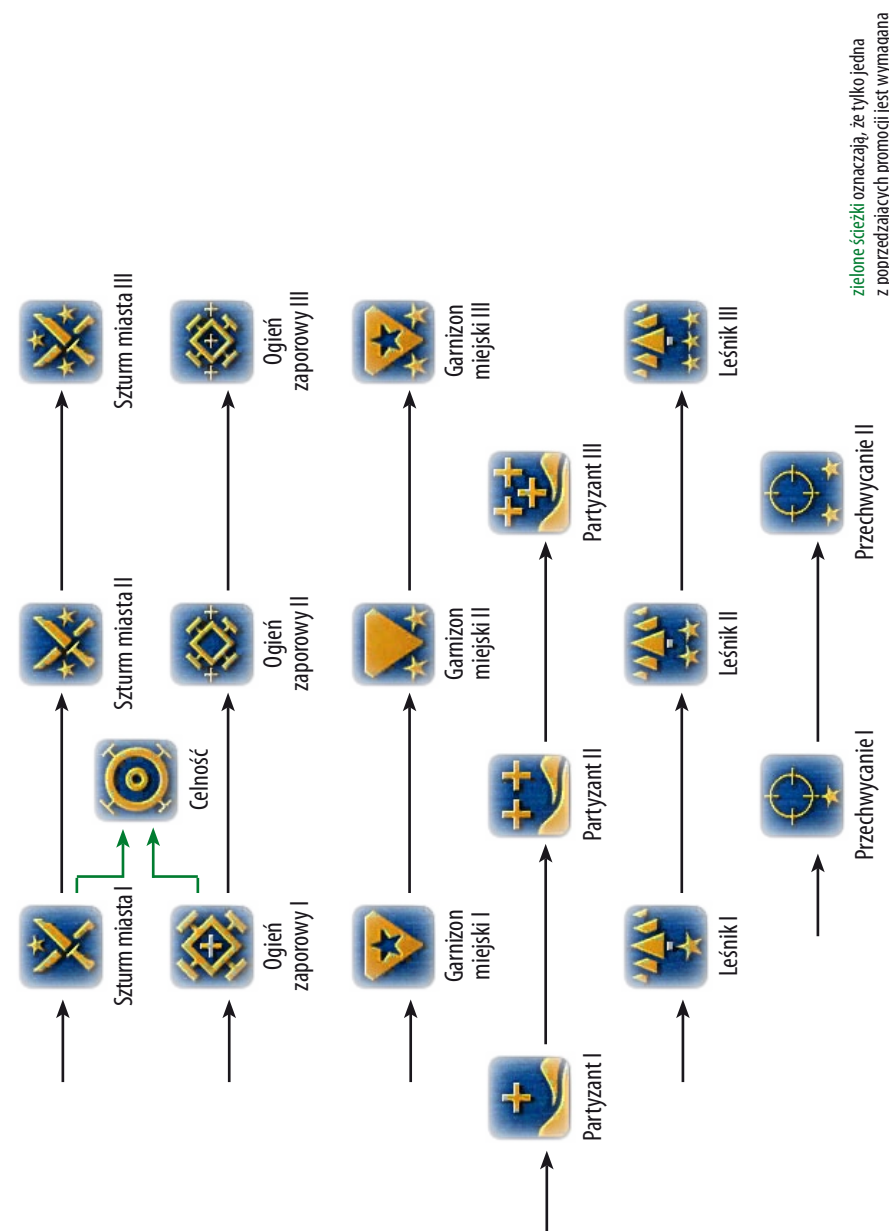 Szturm miasta I
Szturm miasta II
Szturm miasta III
Celność
Ogień
zaporowy I
Ogień
zaporowy II
Ogień
zaporowy III
Garnizon
miejski I
Garnizon
miejski II
Garnizon
miejski III
Partyzant I
Partyzant II
Partyzant III
Leśnik I
Leśnik II
Leśnik III
Przechwycanie I
Przechwycanie II
zielone ścieżki oznaczają, że tylko jedna
z poprzedzających promocji jest wymagana